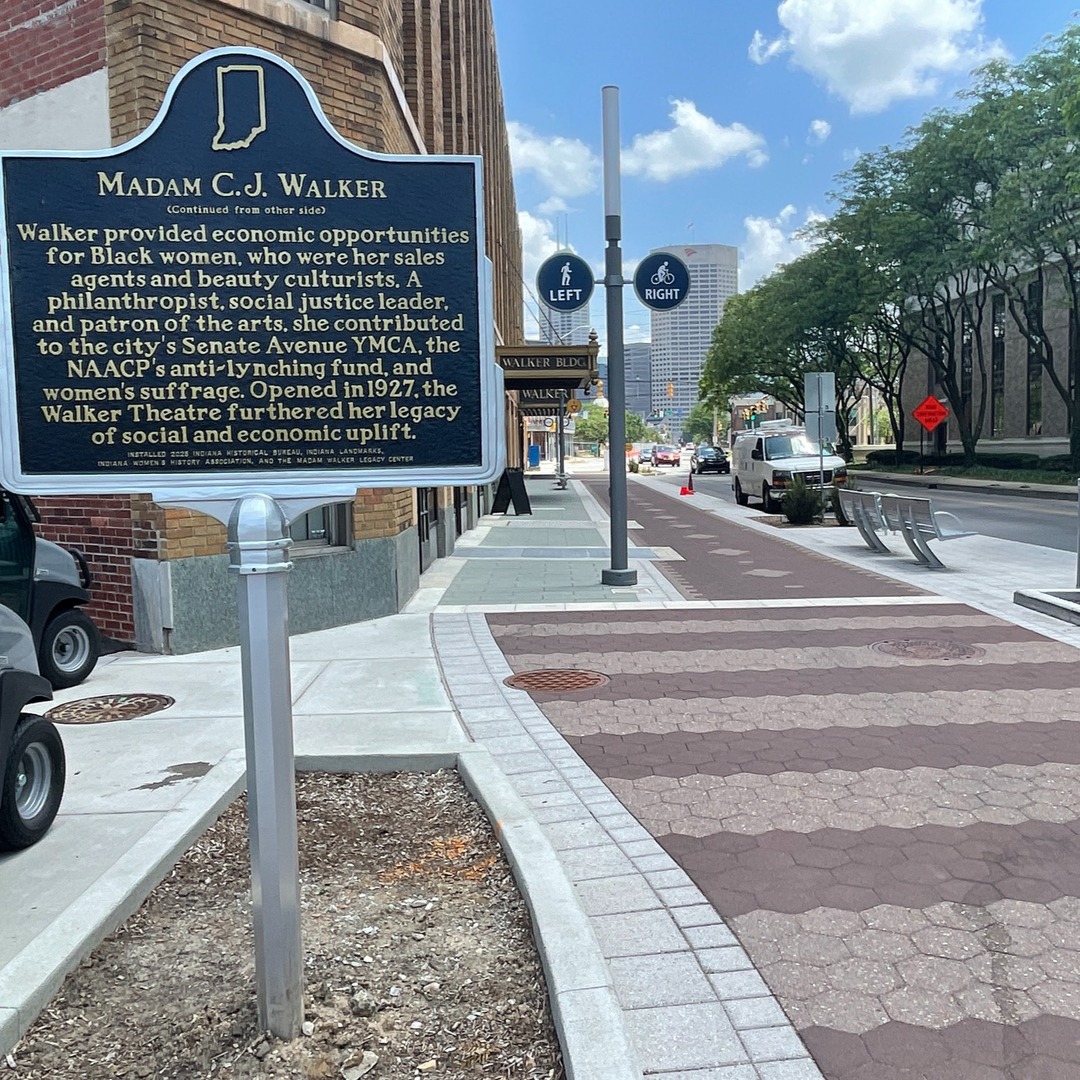 MADAM C.J. WALKER
(Continued from other side)
Walker provided economic opportunities
for Black women, who were her sales
agents and beauty culturists. A
philanthropist, social justice leader,
and patron of the arts, she contributed
to the city's Senate Avenue YMCA, the
NAACP's anti-lynching fund, and
women's suffrage. Opened in 1927, the
Walker Theatre furthered her legacy
of social and economic uplift.
INSTALLED 2025 INDIANA HISTORICAL BUREAU, INDIANA LANDMARKS,
INDIANA WOMEN'S HISTORY ASSOCIATION, AND THE MADAM WALKER LEGACY CENTER
LEFT
RIGHT
WALKER BLDG
WALKER
ROAD
CONSTRUCTION
AHEAD